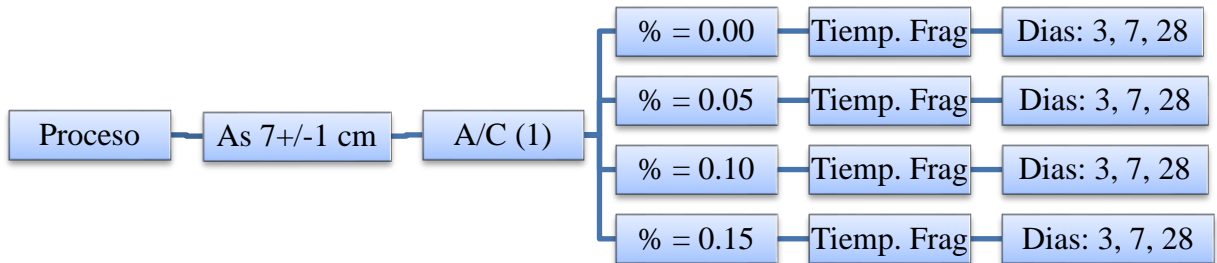 % = 0.00
Tiemp. Frag
Dias: 3, 7, 28
% = 0.05
Tiemp. Frag
Dias: 3, 7, 28
Proceso
As 7+/-1 cm
A/C (1)
% = 0.10
Tiemp. Frag
Dias: 3, 7, 28
% = 0.15
Tiemp. Frag
Dias: 3, 7, 28